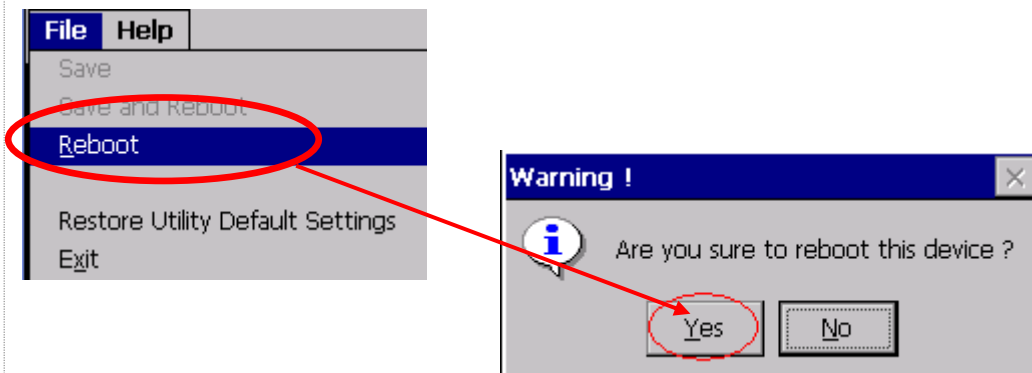 File Help
Save
Save and Reboot
Reboot
Restore Utility Default Settings
Exit
Warning !
Are you sure to reboot this device ?
Yes No